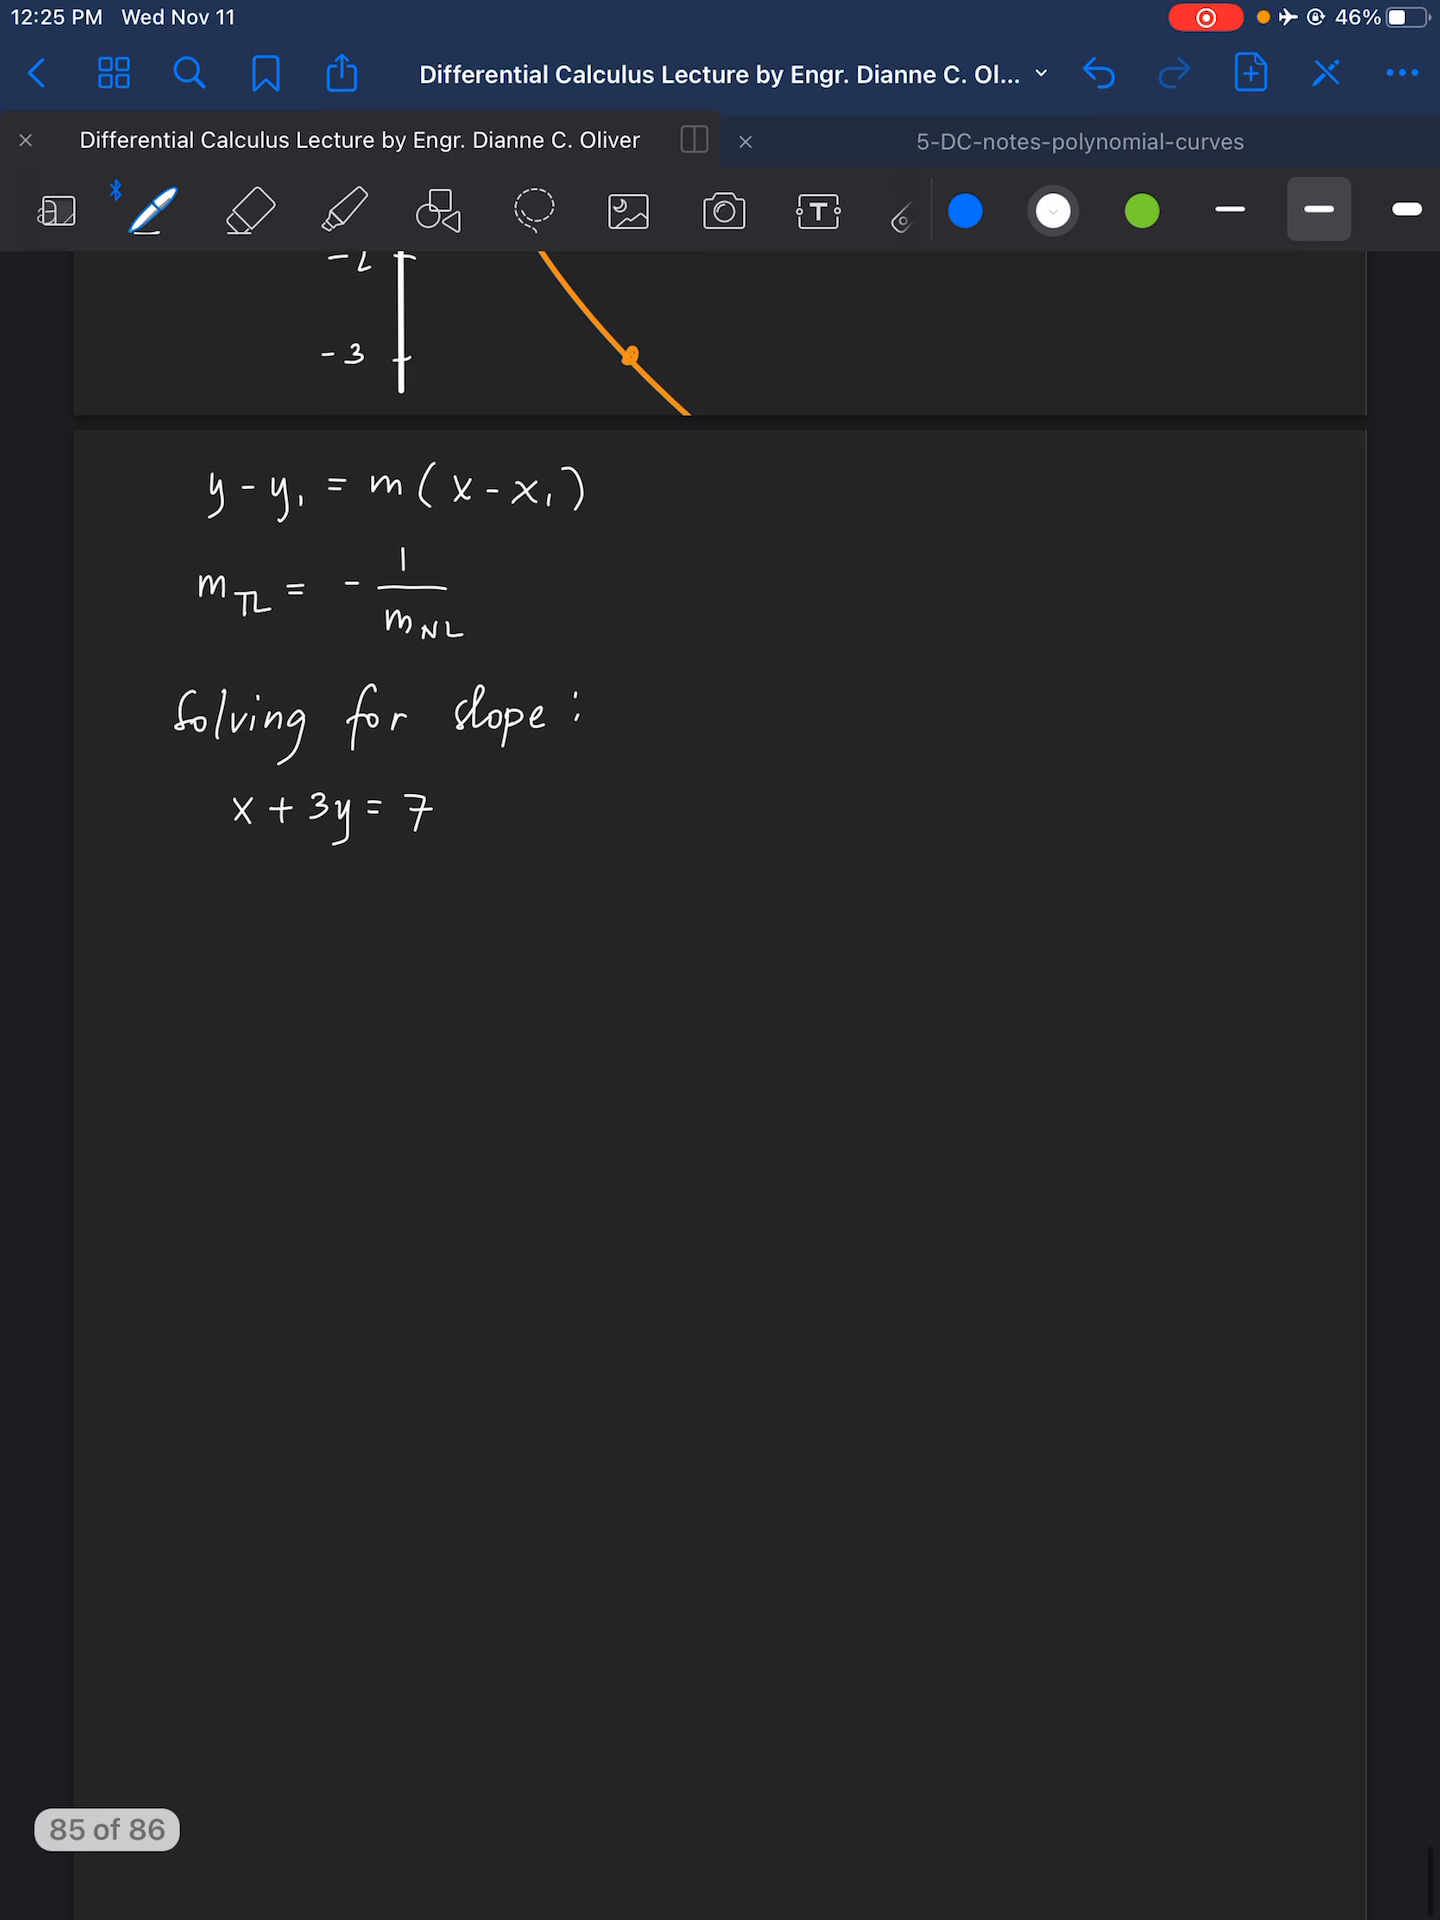 12:25 PM Wed Nov 11 46%
Differential Calculus Lecture by Engr. Dianne C. Ol...
Differential Calculus Lecture by Engr. Dianne C. Oliver
5-DC-notes-polynomial-curves
T
-3
y - y₁ = m(x - x₁)
m_TL = - 1/m_NL
Solving for slope :
x + 3y = 7
85 of 86